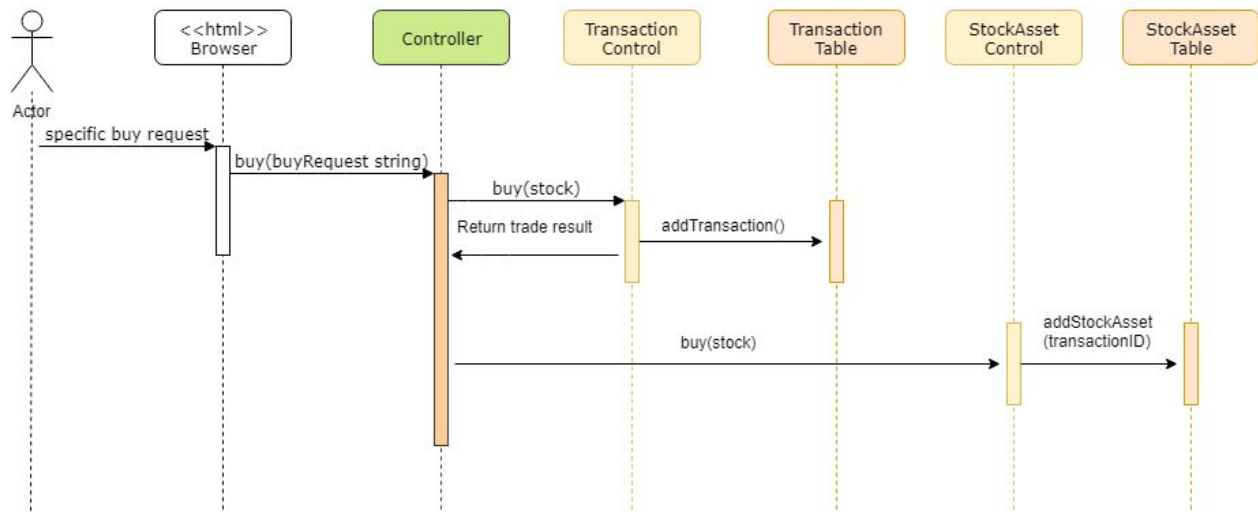 <<html>>
Browser
Controller
Transaction
Control
Transaction
Table
StockAsset
Control
StockAsset
Table
Actor
specific buy request
buy(buyRequest string)
buy(stock)
Return trade result
addTransaction()
buy(stock)
addStockAsset
(transactionID)